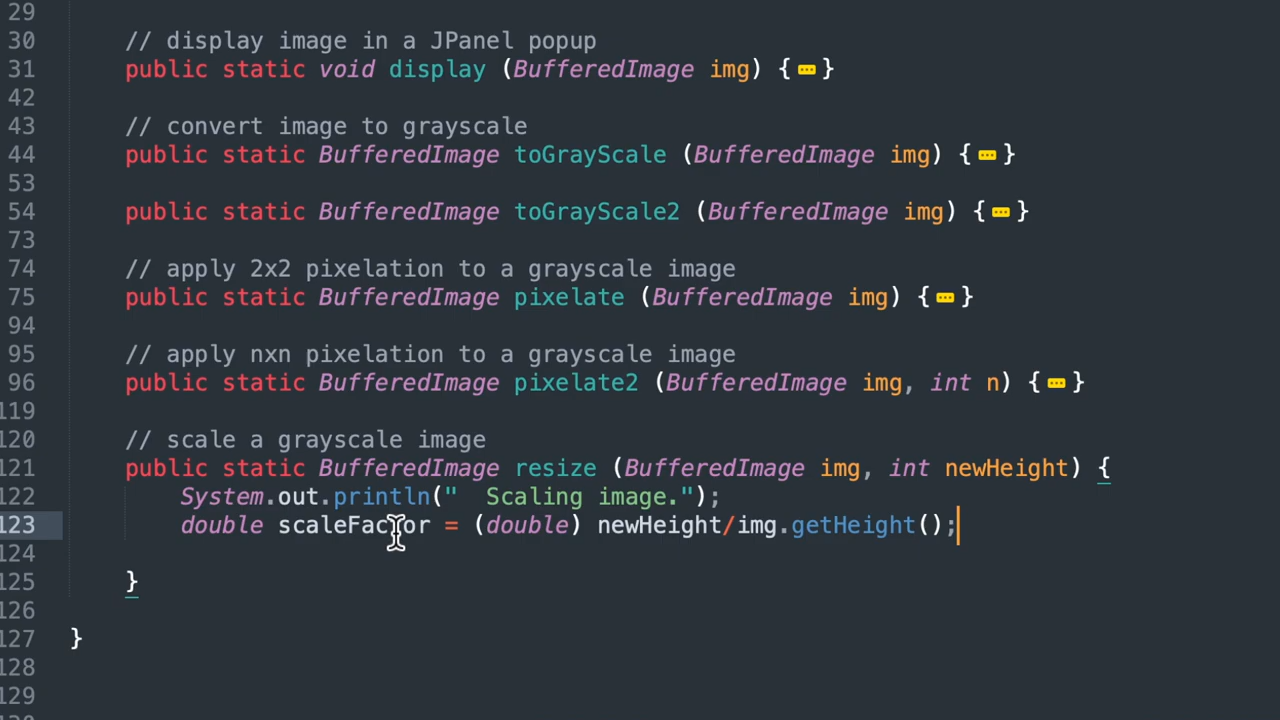 29
30 // display image in a JPanel popup
31 public static void display (BufferedImage img) {⋯}
42
43 // convert image to grayscale
44 public static BufferedImage toGrayScale (BufferedImage img) {⋯}
53
54 public static BufferedImage toGrayScale2 (BufferedImage img) {⋯}
73
74 // apply 2x2 pixelation to a grayscale image
75 public static BufferedImage pixelate (BufferedImage img) {⋯}
94
95 // apply nxn pixelation to a grayscale image
96 public static BufferedImage pixelate2 (BufferedImage img, int n) {⋯}
119
120 // scale a grayscale image
121 public static BufferedImage resize (BufferedImage img, int newHeight) {
122 System.out.println("  Scaling image.");
123 double scaleFactor = (double) newHeight/img.getHeight();
124
125 }
126
127 }
128
129